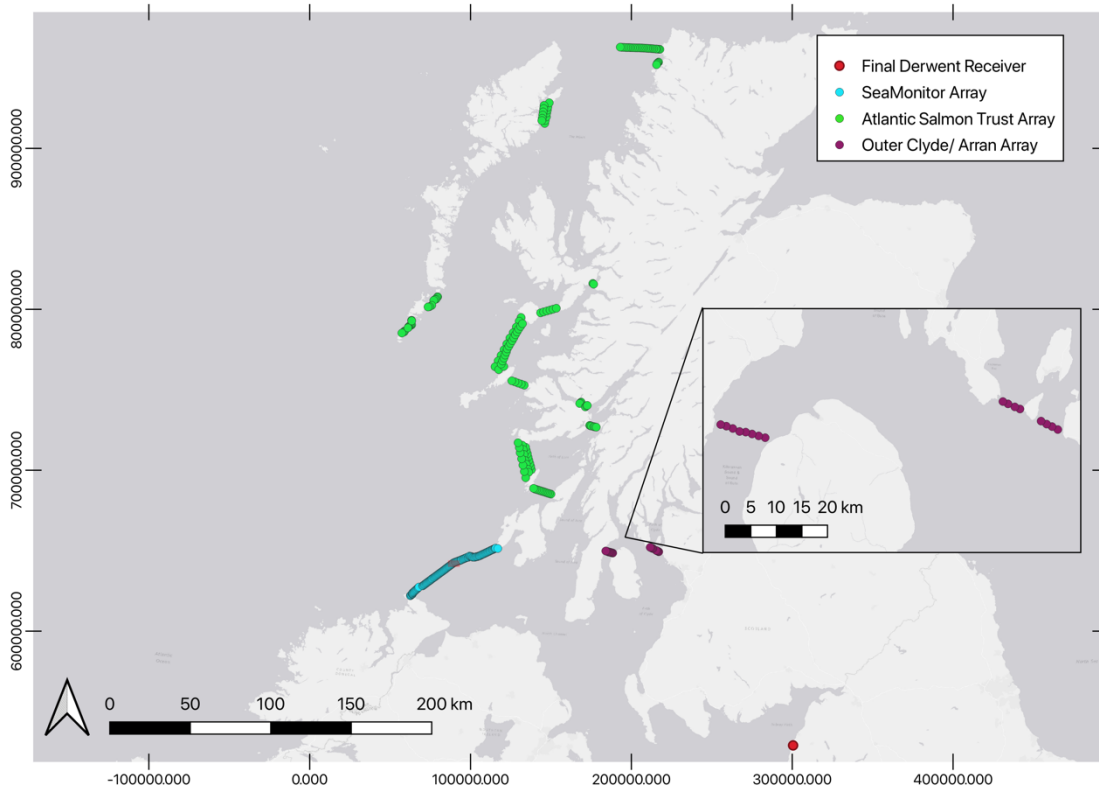 Final Derwent Receiver
SeaMonitor Array
Atlantic Salmon Trust Array
Outer Clyde/ Arran Array
900000.000
800000.000
700000.000
600000.000
0 5 10 15 20 km
0 50 100 150 200 km
-100000.000 0.000 100000.000 200000.000 300000.000 400000.000